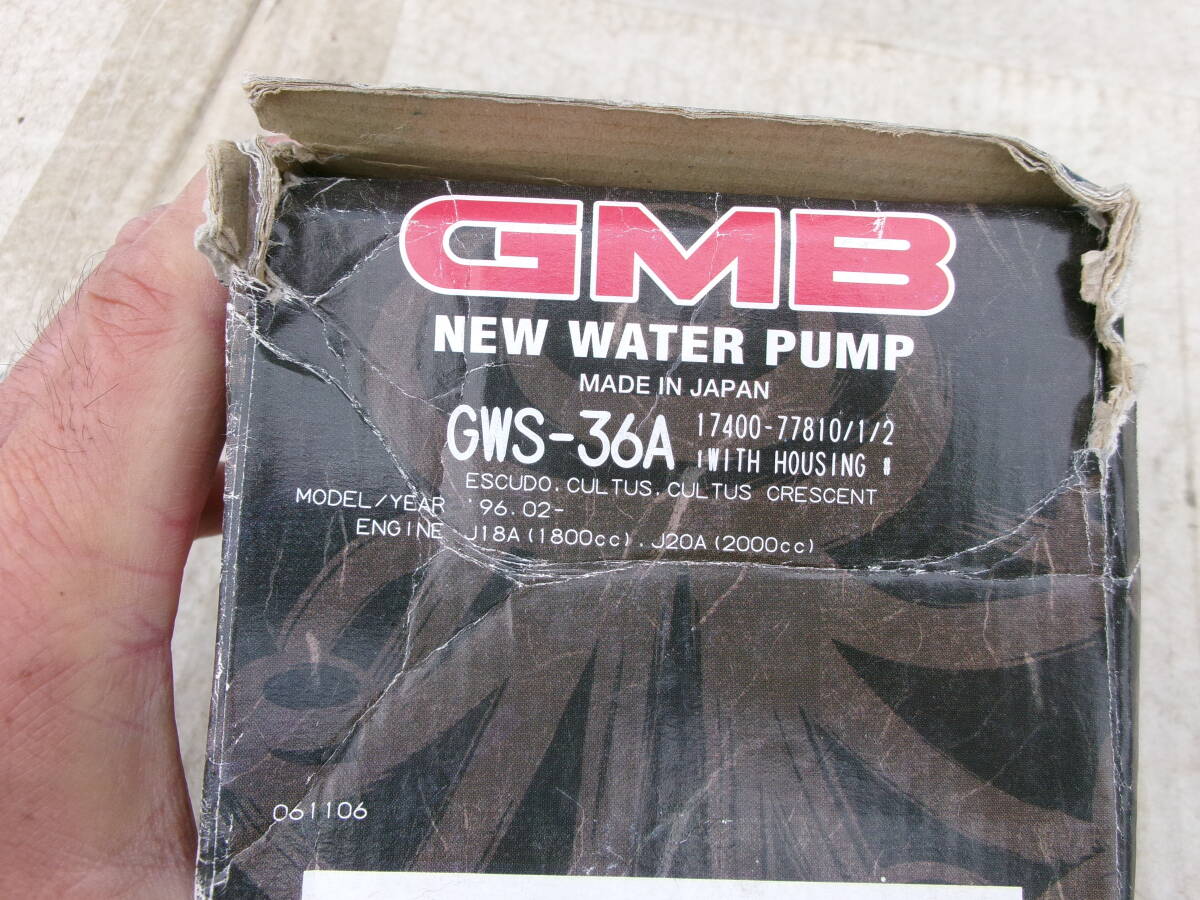 GMB
NEW WATER PUMP
MADE IN JAPAN
GWS-36A 17400-77810/1/2
WITH HOUSING
ESCUDO. CULTUS. CULTUS CRESCENT
MODEL/YEAR '96.02-
ENGINE J18A(1800cc).J20A(2000cc)
061106